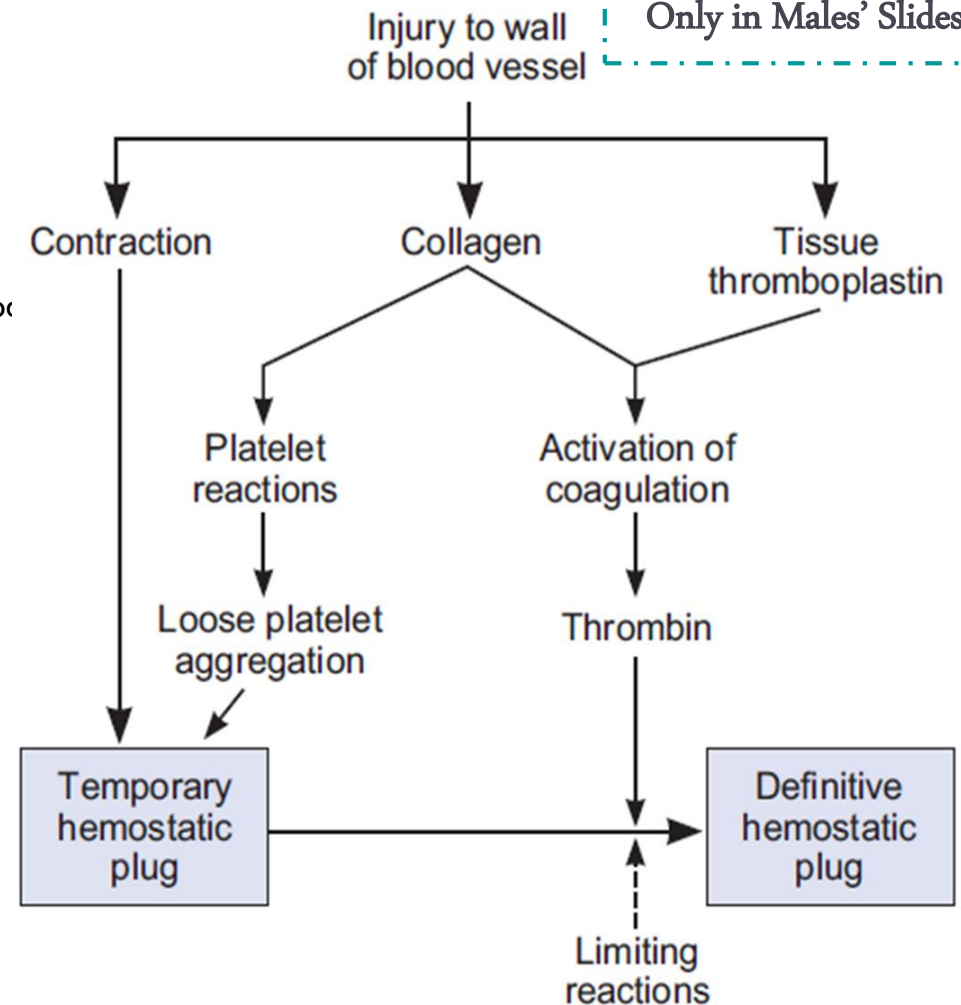 Only in Males’ Slides
Injury to wall
of blood vessel
Contraction
Collagen
Tissue
thromboplastin
Platelet
reactions
Activation of
coagulation
Loose platelet
aggregation
Thrombin
Temporary
hemostatic
plug
Definitive
hemostatic
plug
Limiting
reactions